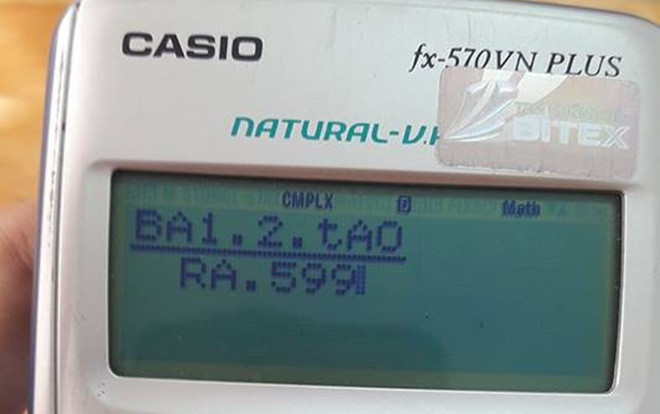 CASIO
fx-570VN PLUS
NATURAL-V.
BITEX
CMPLX D Math
BA1.2.tAO
RA.599